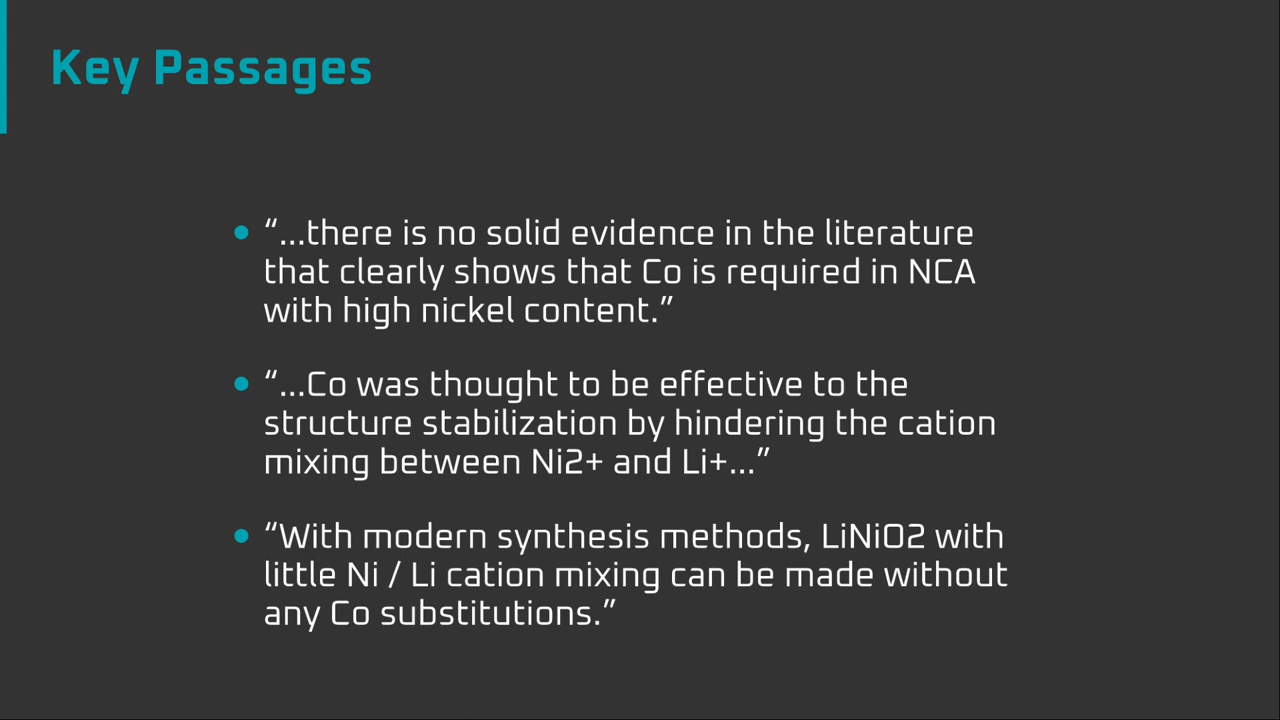 Key Passages
• “...there is no solid evidence in the literature
that clearly shows that Co is required in NCA
with high nickel content.”
• “...Co was thought to be effective to the
structure stabilization by hindering the cation
mixing between Ni2+ and Li+...”
• “With modern synthesis methods, LiNiO2 with
little Ni / Li cation mixing can be made without
any Co substitutions.”